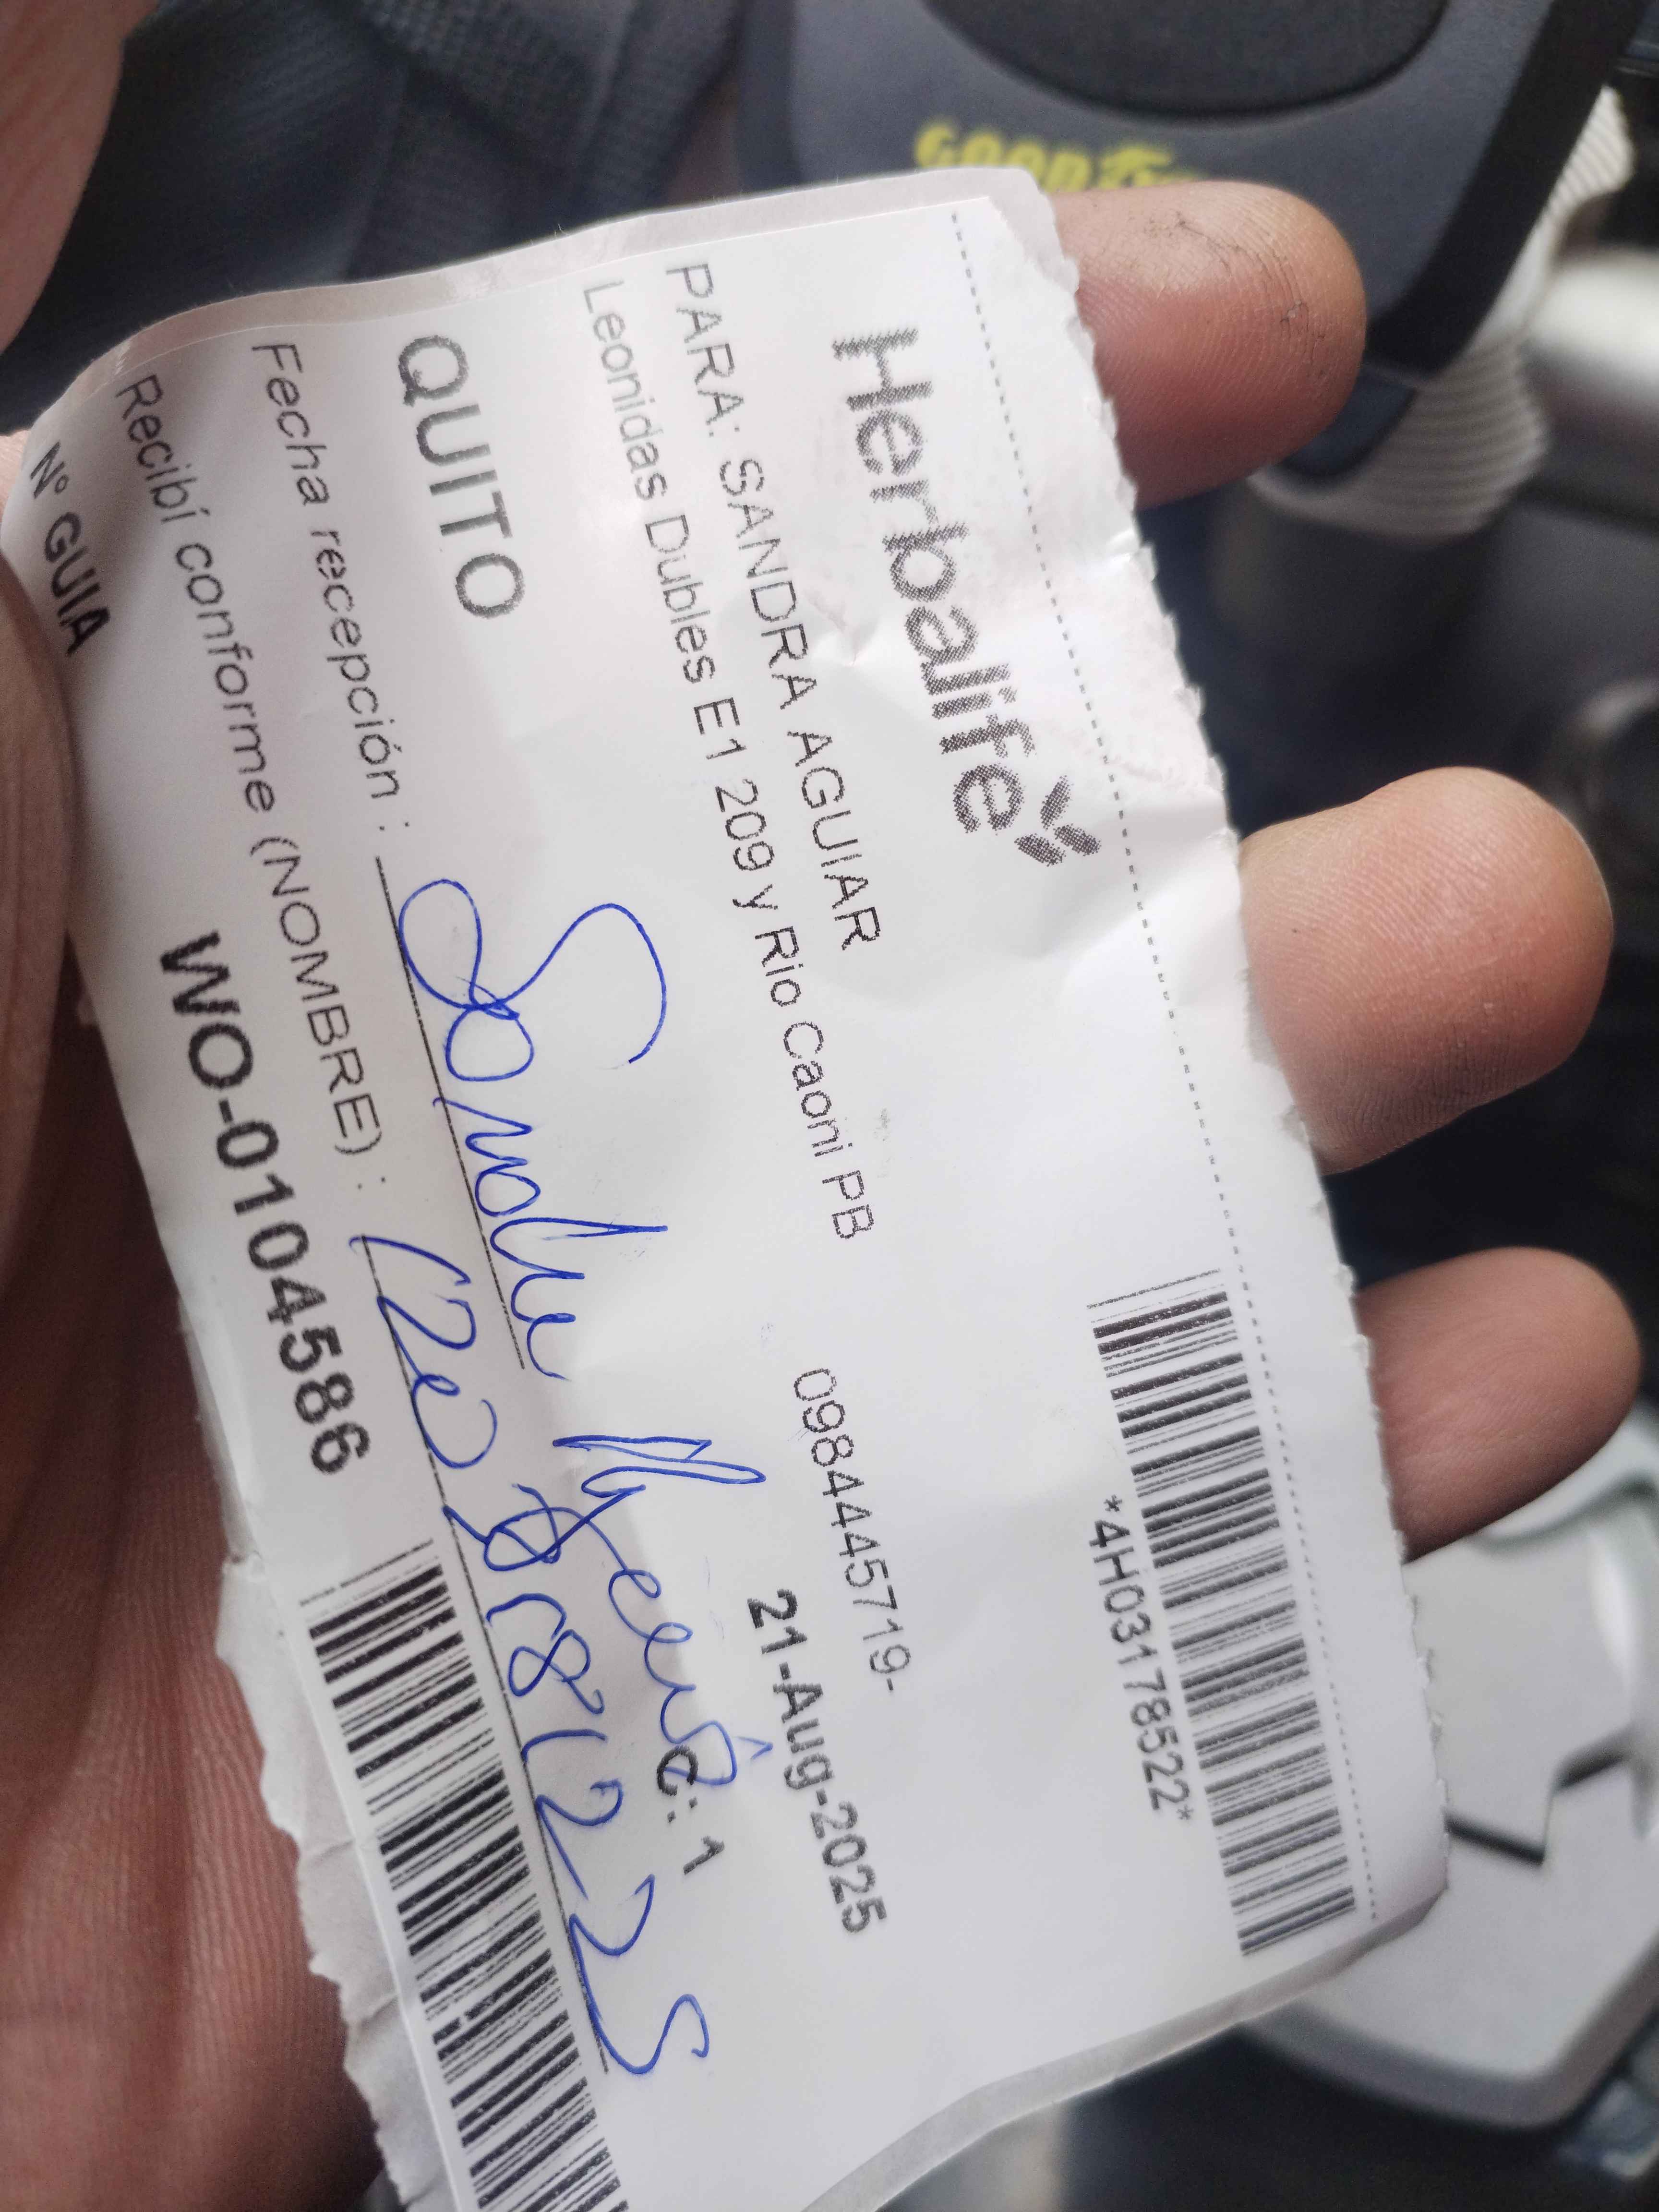 GOODYEAR
Herbalife
*4H03178522*
PARA: SANDRA AGUIAR
0984445719-
Leonidas Dubles E1 209 y Rio Caoni PB
21-Aug-2025
QUITO
C: 1
Fecha recepción :
Recibí conforme (NOMBRE) :
N° GUIA
WO-0104586